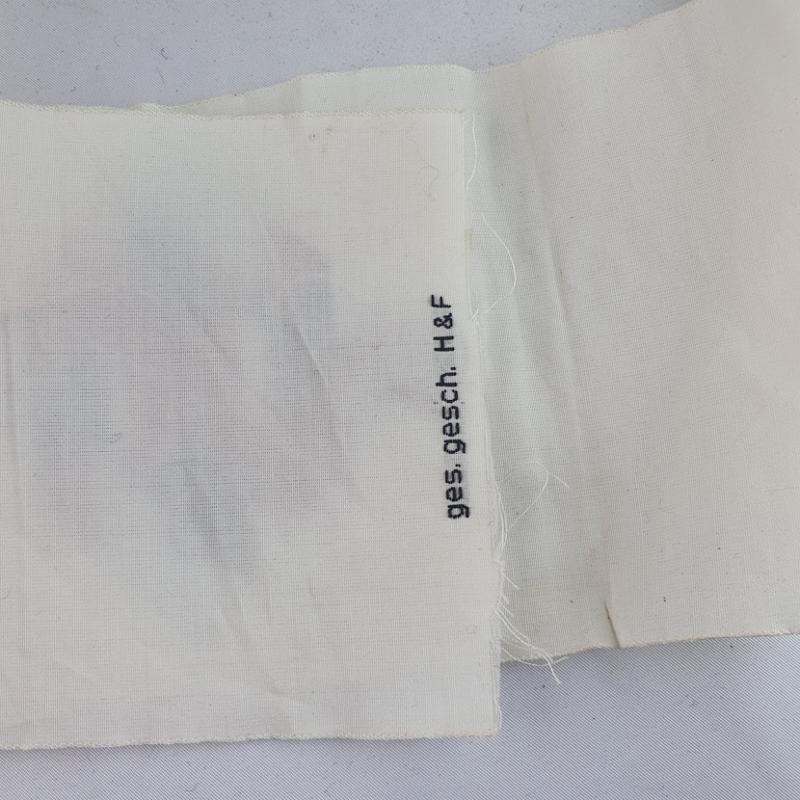 ges. gesch. H & F